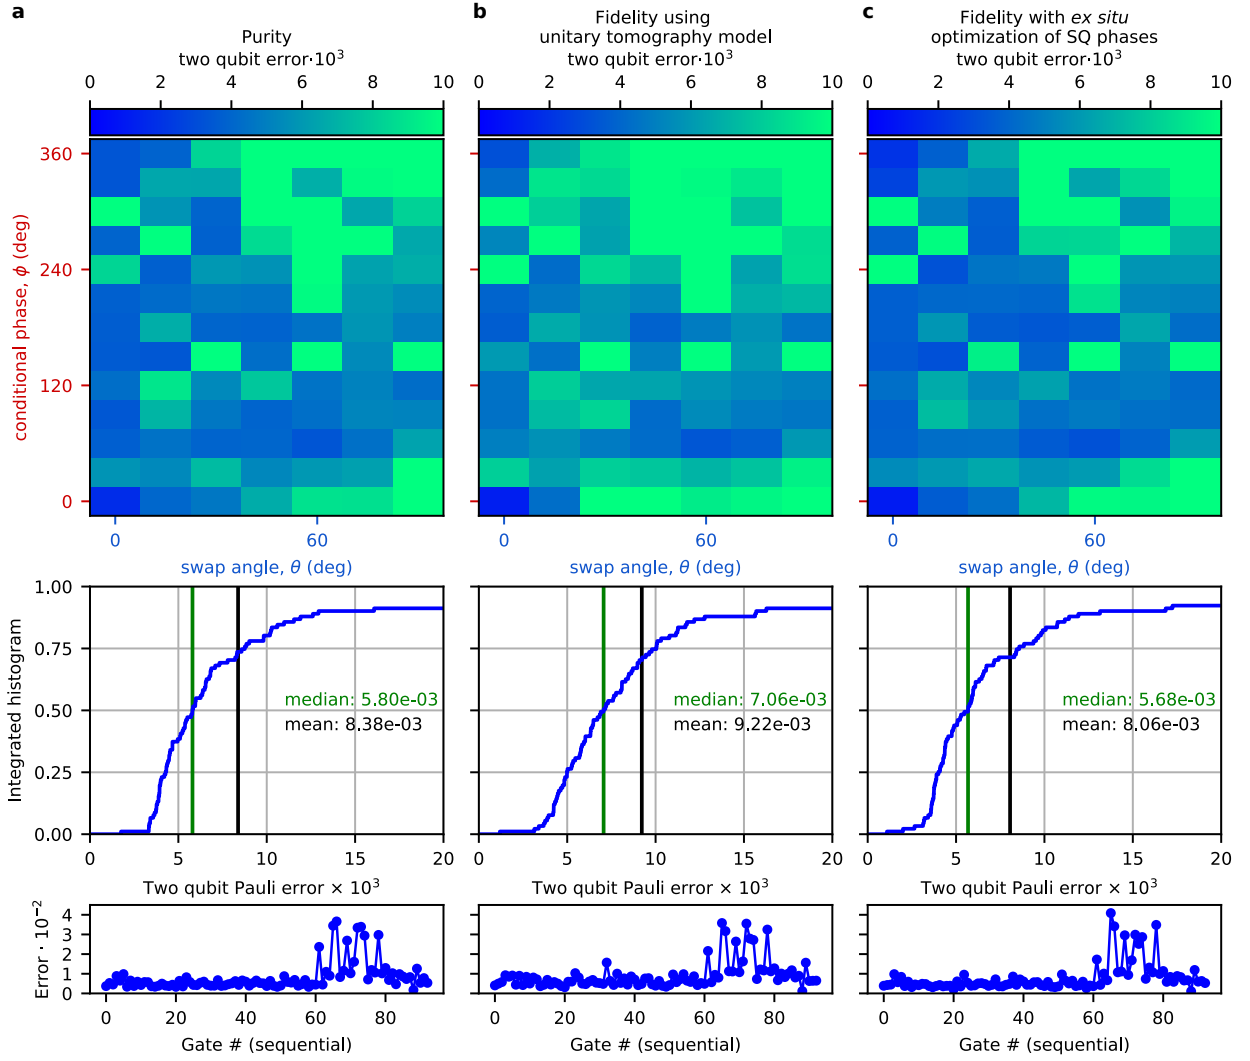 a
Purity
two qubit error·10³
0 2 4 6 8 10
b
Fidelity using
unitary tomography model
two qubit error·10³
0 2 4 6 8 10
c
Fidelity with ex situ
optimization of SQ phases
two qubit error·10³
0 2 4 6 8 10
conditional phase, ϕ (deg)
360
240
120
0
0 60
swap angle, θ (deg)
0 60
swap angle, θ (deg)
0 60
swap angle, θ (deg)
Integrated histogram
1.00
0.75
0.50
0.25
0.00
median: 5.80e-03
mean: 8.38e-03
0 5 10 15 20
Two qubit Pauli error × 10³
median: 7.06e-03
mean: 9.22e-03
0 5 10 15 20
Two qubit Pauli error × 10³
median: 5.68e-03
mean: 8.06e-03
0 5 10 15 20
Two qubit Pauli error × 10³
Error · 10⁻²
4
3
2
1
0
0 20 40 60 80
Gate # (sequential)
0 20 40 60 80
Gate # (sequential)
0 20 40 60 80
Gate # (sequential)